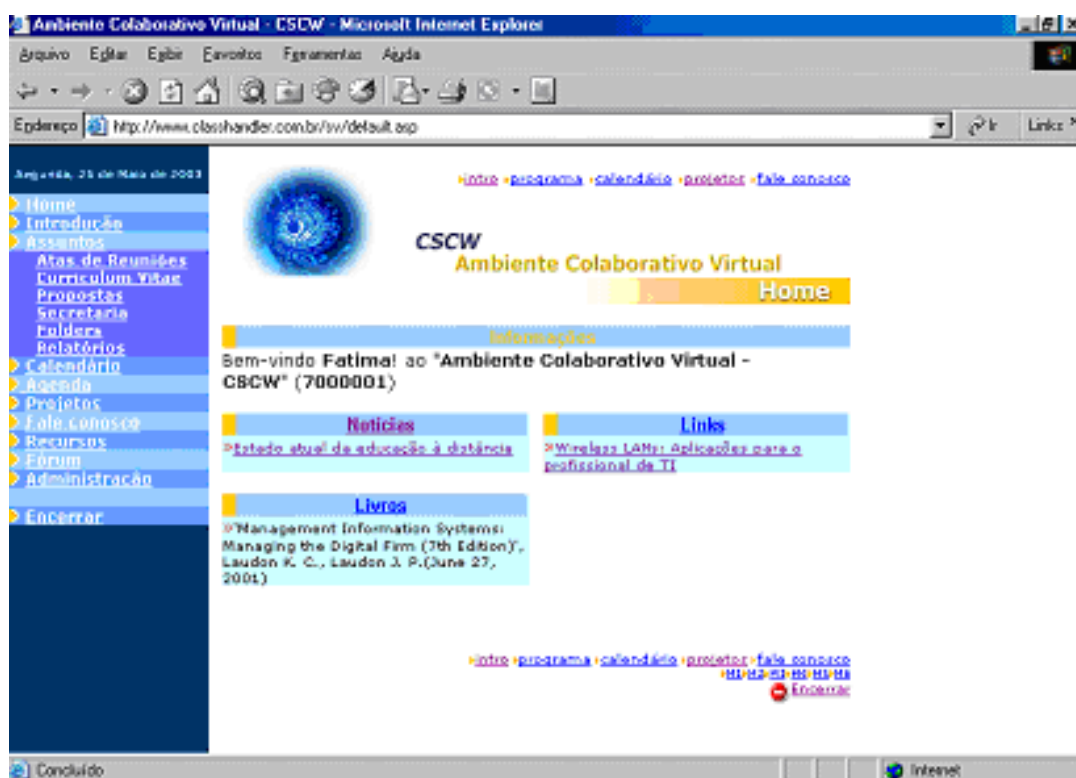 Ambiente Colaborativo Virtual - CSCW - Microsoft Internet Explorer
Arquivo Editar Exibir Favoritos Ferramentas Ajuda
Endereço http://www.classhandler.com.br/sv/default.asp Ir Links »
25 de Maio de 2003
intro programa calendário projetos fale conosco
Home
Introdução
Assuntos
Atas de Reuniões
Curriculum Vitae
Propostas
Secretaria
Folders
Relatórios
Calendário
Agenda
Projetos
Fale conosco
Recursos
Fórum
Administração
Encerrar
CSCW
Ambiente Colaborativo Virtual
Home
Informações
Bem-vindo Fatima! ao "Ambiente Colaborativo Virtual -
CSCW" (7000001)
Notícias
»Estado atual da educação à distância
Links
»Wireless LANs: Aplicações para o
profissional de TI
Livros
»'Management Information Systems:
Managing the Digital Firm (7th Edition)',
Laudon K. C., Laudon J. P.(June 27,
2001)
intro programa calendário projetos fale conosco
Encerrar
Concluído Internet